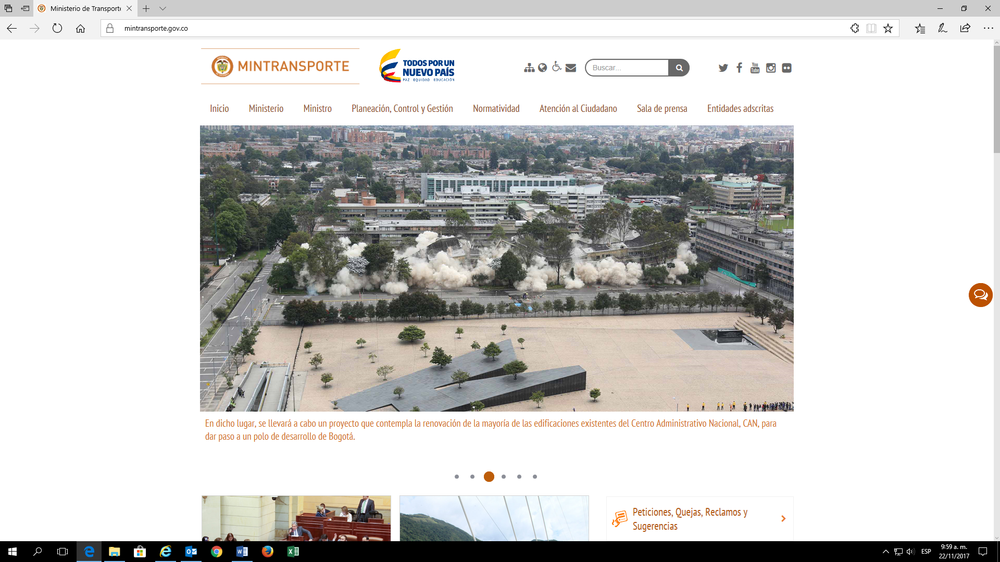 Ministerio de Transporte
mintransporte.gov.co
MINTRANSPORTE
TODOS POR UN
NUEVO PAÍS
PAZ EQUIDAD EDUCACIÓN
Buscar...
You
Tube
Inicio
Ministerio
Ministro
Planeación, Control y Gestión
Normatividad
Atención al Ciudadano
Sala de prensa
Entidades adscritas
En dicho lugar, se llevará a cabo un proyecto que contempla la renovación de la mayoría de las edificaciones existentes del Centro Administrativo Nacional, CAN, para
dar paso a un polo de desarrollo de Bogotá.
Peticiones, Quejas, Reclamos y
Sugerencias
ESP
9:59 a. m.
22/11/2017